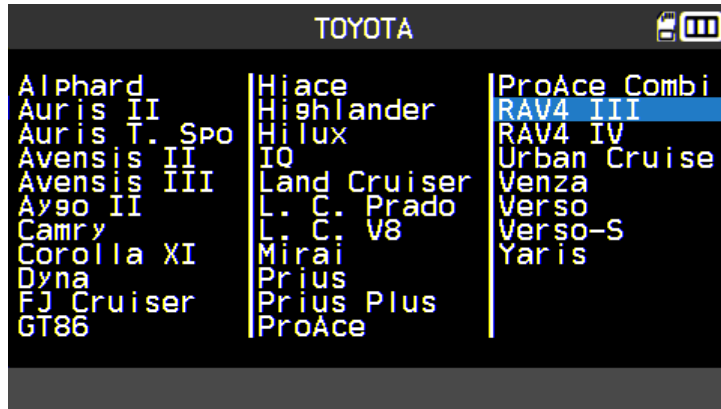 TOYOTA
Alphard
Auris II
Auris T. Spo
Avensis II
Avensis III
Aygo II
Camry
Corolla XI
Dyna
FJ Cruiser
GT86
Hiace
Highlander
Hilux
IQ
Land Cruiser
L. C. Prado
L. C. V8
Mirai
Prius
Prius Plus
ProAce
ProAce Combi
RAV4 III
RAV4 IV
Urban Cruise
Venza
Verso
Verso-S
Yaris